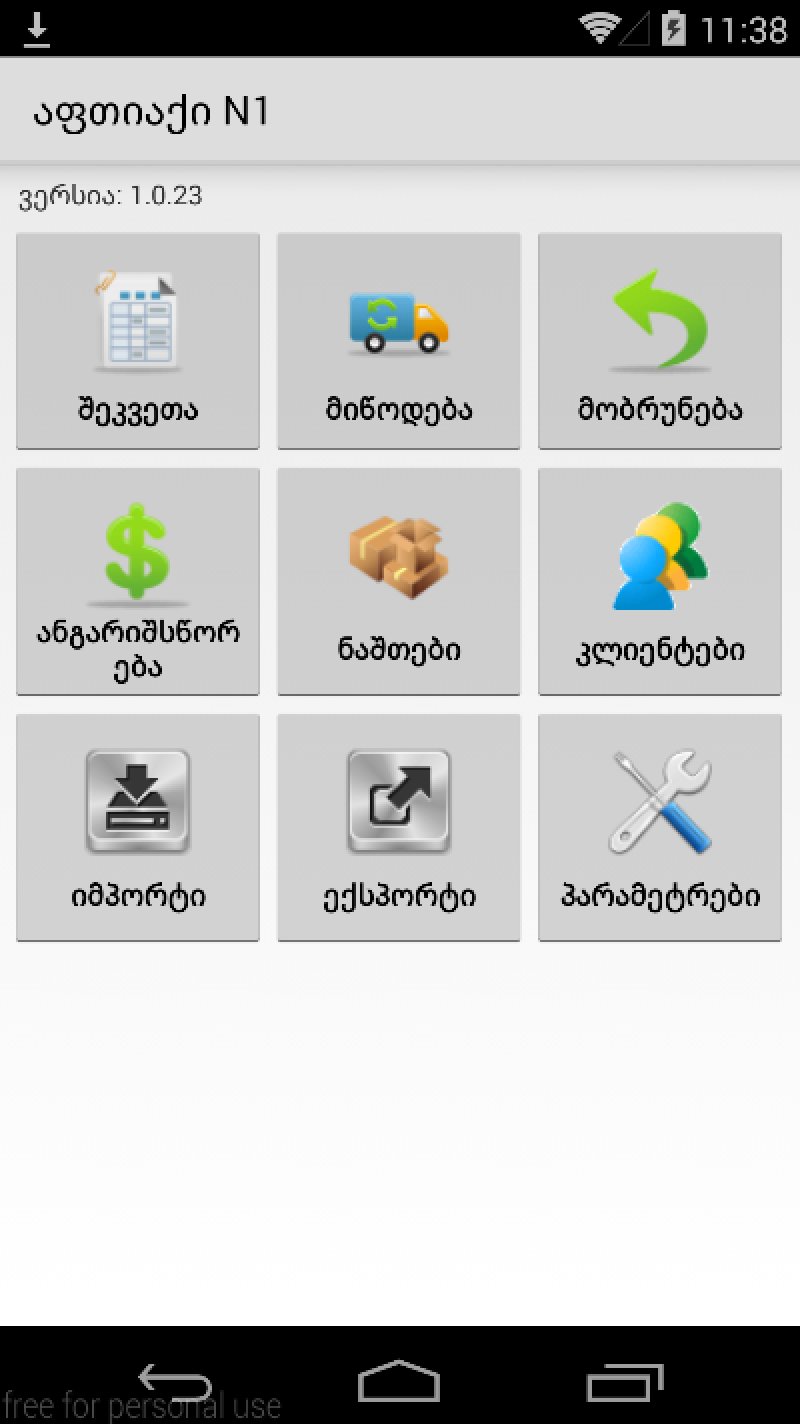 11:38
აფთიაქი N1
ვერსია: 1.0.23
შეკვეთა
მიწოდება
მობრუნება
ანგარიშსწორ
ება
ნაშთები
კლიენტები
იმპორტი
ექსპორტი
პარამეტრები
free for personal use